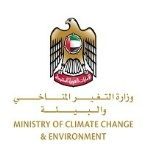 وزارة التغير المناخي
والبيئة
MINISTRY OF CLIMATE CHANGE
& ENVIRONMENT